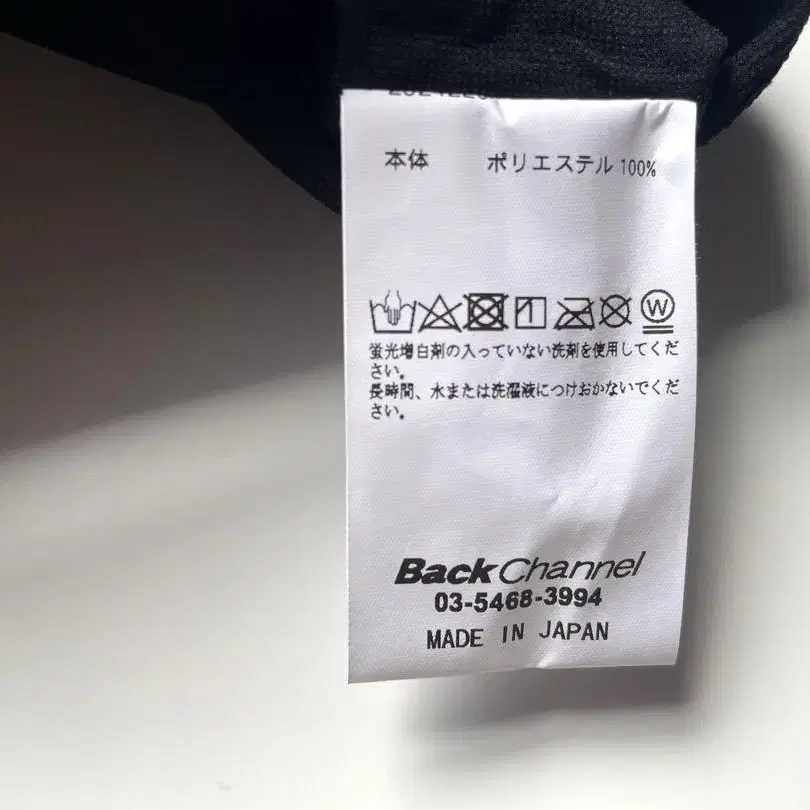 本体 ポリエステル 100%
蛍光増白剤の入っていない洗剤を使用してくだ
さい。
長時間、水または洗濯液につけおかないでくだ
さい。
BackChannel
03-5468-3994
MADE IN JAPAN